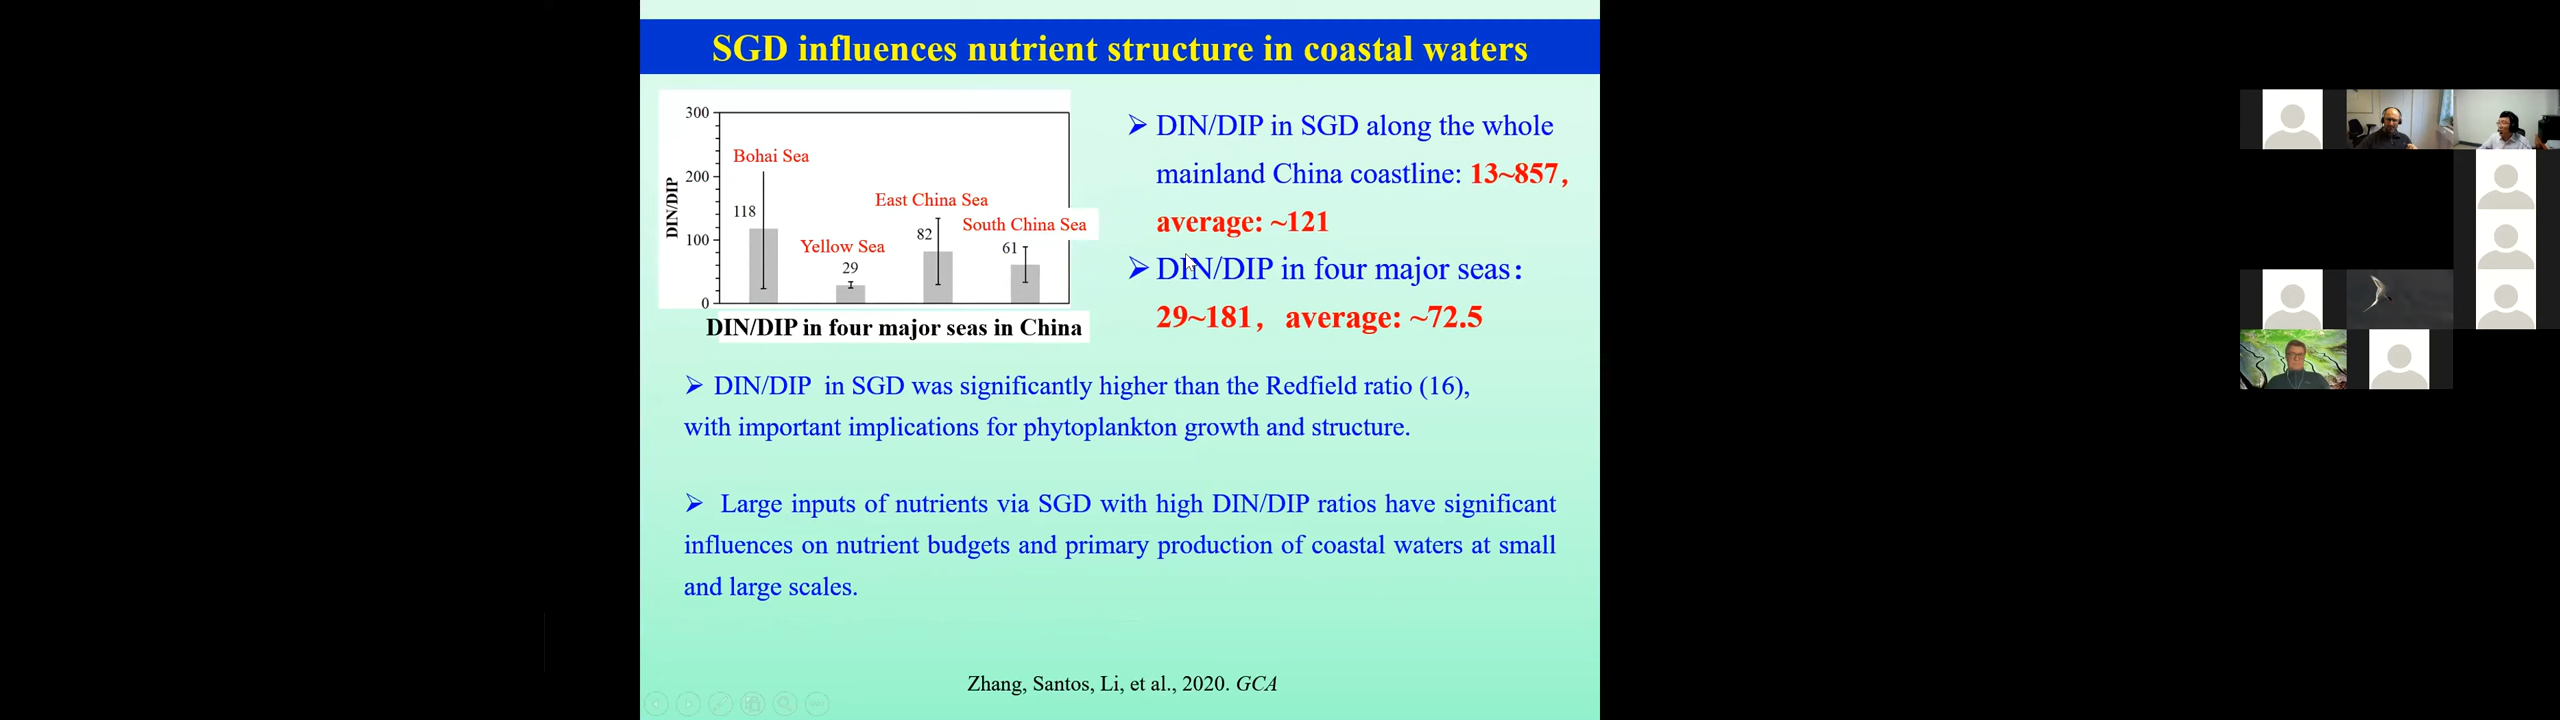 SGD influences nutrient structure in coastal waters
300
200
100
0
DIN/DIP
Bohai Sea
118
Yellow Sea
29
East China Sea
82
South China Sea
61
DIN/DIP in four major seas in China
➢ DIN/DIP in SGD along the whole
mainland China coastline: 13~857,
average: ~121
➢ DIN/DIP in four major seas:
29~181, average: ~72.5
➢ DIN/DIP in SGD was significantly higher than the Redfield ratio (16),
with important implications for phytoplankton growth and structure.
➢ Large inputs of nutrients via SGD with high DIN/DIP ratios have significant
influences on nutrient budgets and primary production of coastal waters at small
and large scales.
Zhang, Santos, Li, et al., 2020. GCA